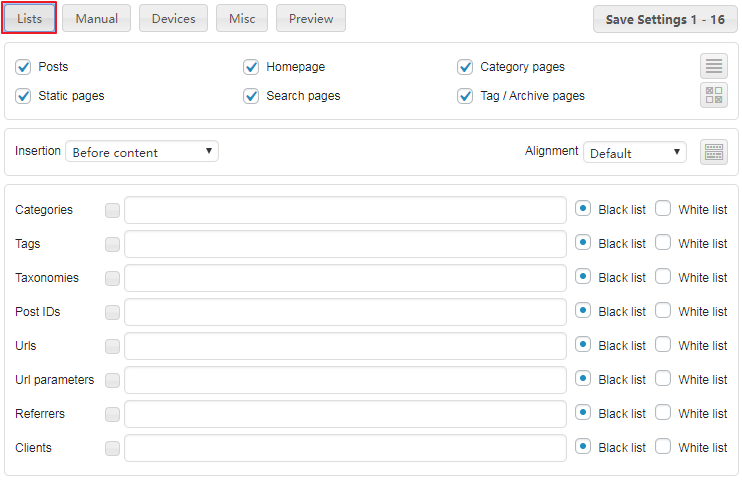 Lists Manual Devices Misc Preview Save Settings 1 - 16
Posts Homepage Category pages
Static pages Search pages Tag / Archive pages
Insertion Before content Alignment Default
Categories Black list White list
Tags Black list White list
Taxonomies Black list White list
Post IDs Black list White list
Urls Black list White list
Url parameters Black list White list
Referrers Black list White list
Clients Black list White list